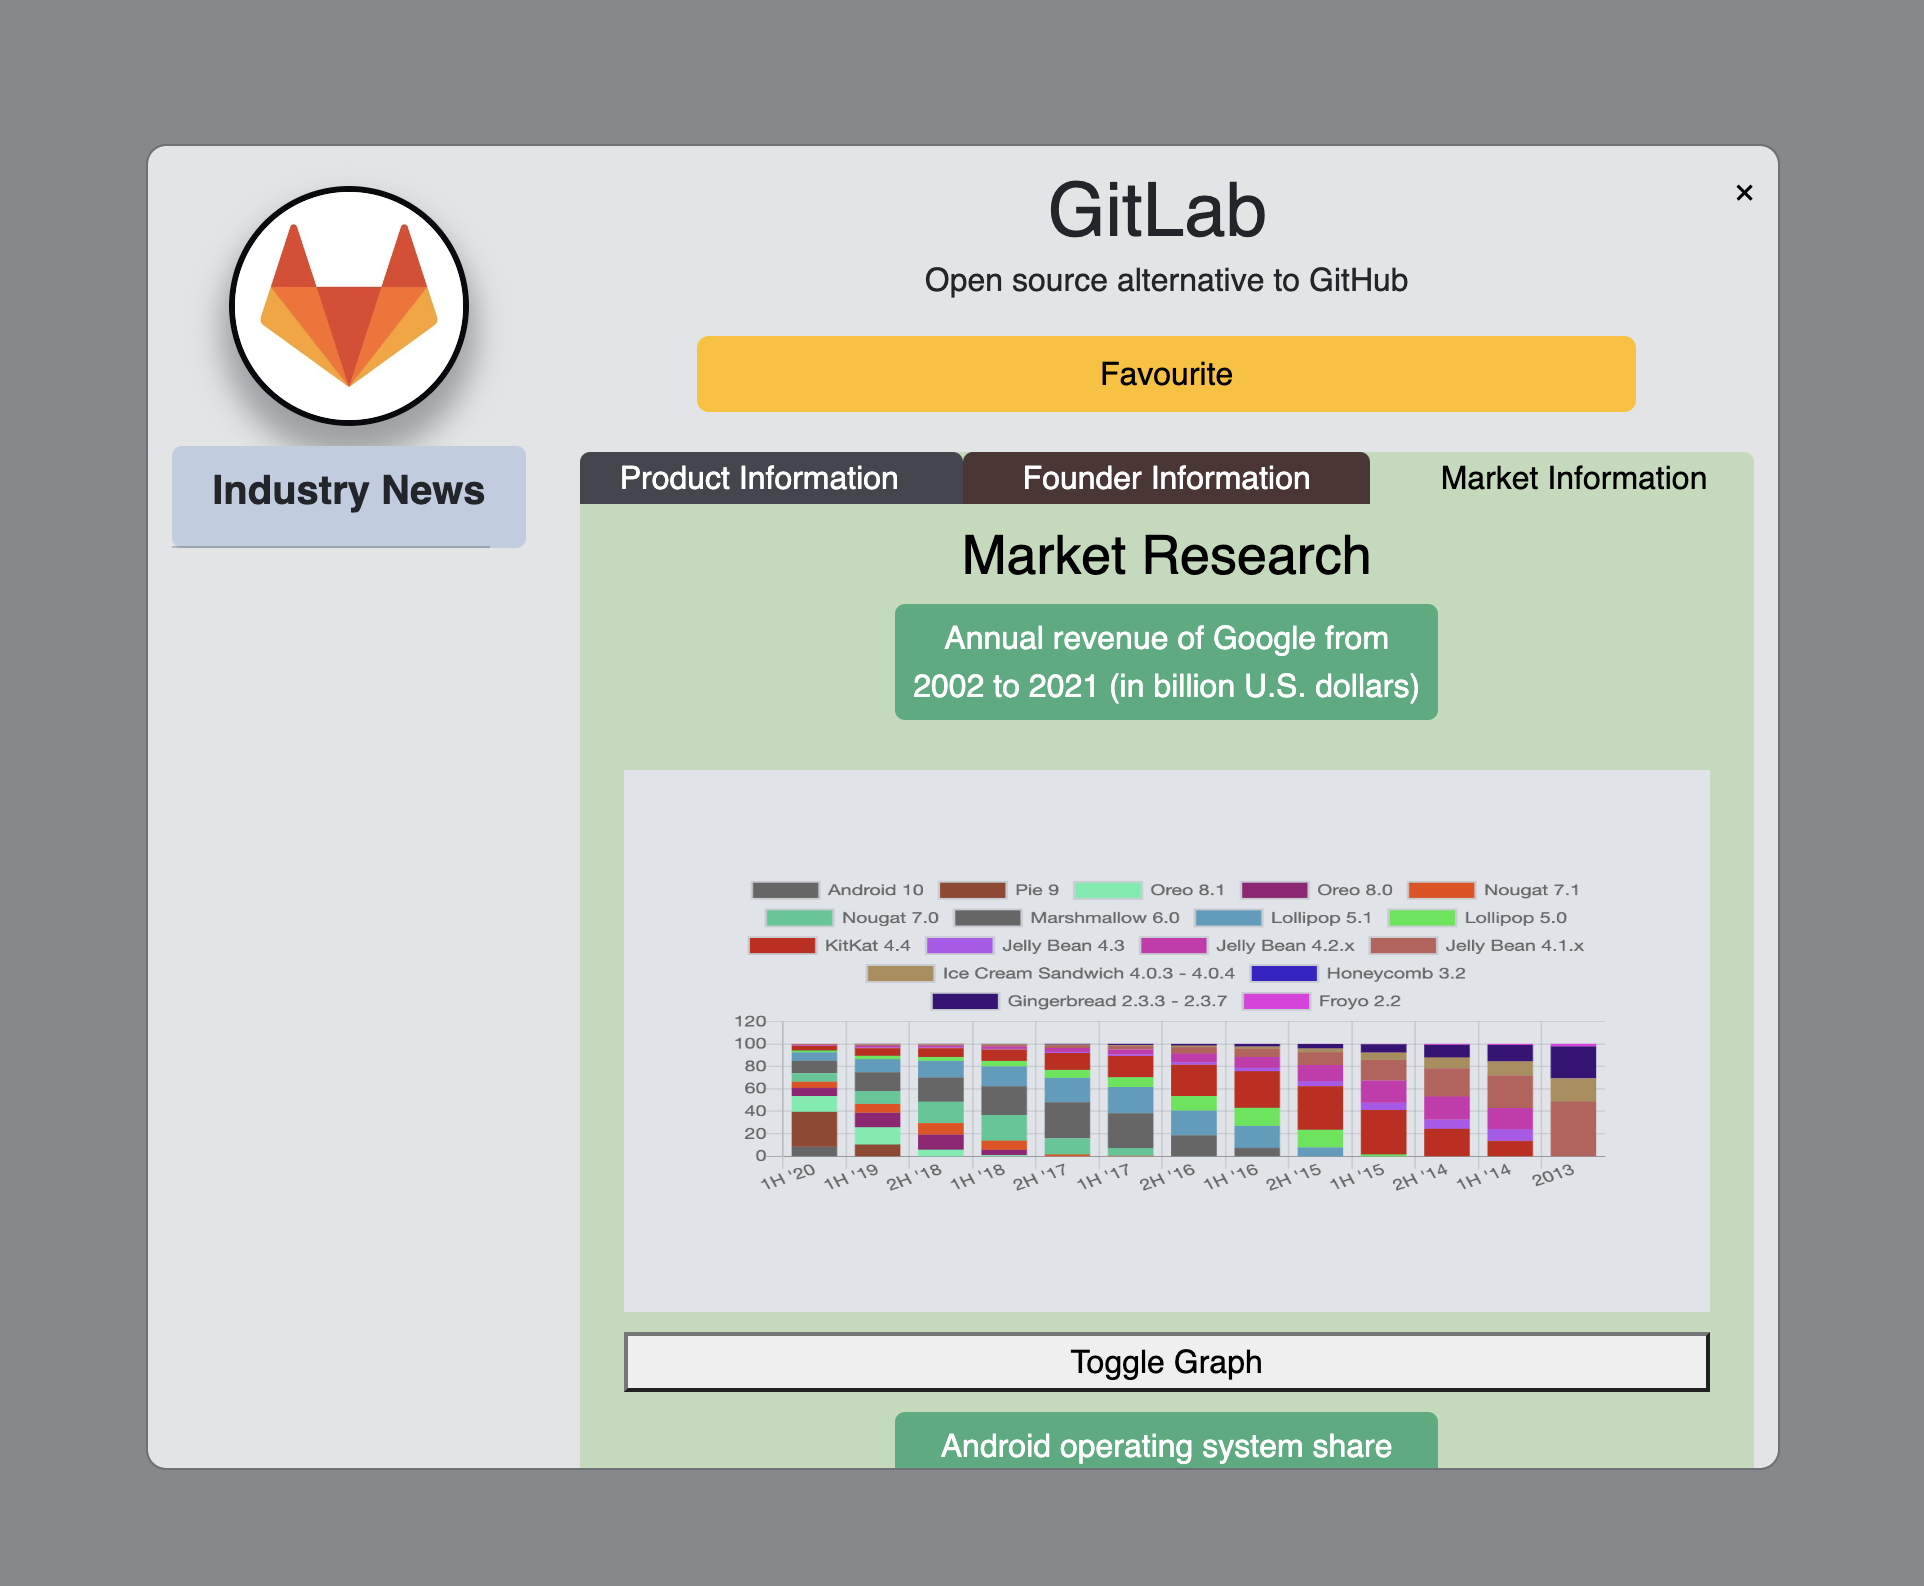 GitLab
×
Open source alternative to GitHub
Favourite
Industry News
Product Information
Founder Information
Market Information
Market Research
Annual revenue of Google from
2002 to 2021 (in billion U.S. dollars)
Android 10 Pie 9 Oreo 8.1 Oreo 8.0 Nougat 7.1
Nougat 7.0 Marshmallow 6.0 Lollipop 5.1 Lollipop 5.0
KitKat 4.4 Jelly Bean 4.3 Jelly Bean 4.2.x Jelly Bean 4.1.x
Ice Cream Sandwich 4.0.3 - 4.0.4 Honeycomb 3.2
Gingerbread 2.3.3 - 2.3.7 Froyo 2.2
120
100
80
60
40
20
0
1H '20 1H '19 2H '18 1H '18 2H '17 1H '17 2H '16 1H '16 2H '15 1H '15 2H '14 1H '14 2013
Toggle Graph
Android operating system share